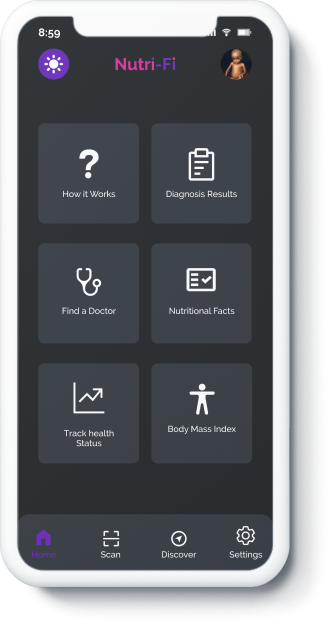 8:59
Nutri-Fi
How it Works
Diagnosis Results
Find a Doctor
Nutritional Facts
Track health
Status
Body Mass Index
Home
Scan
Discover
Settings